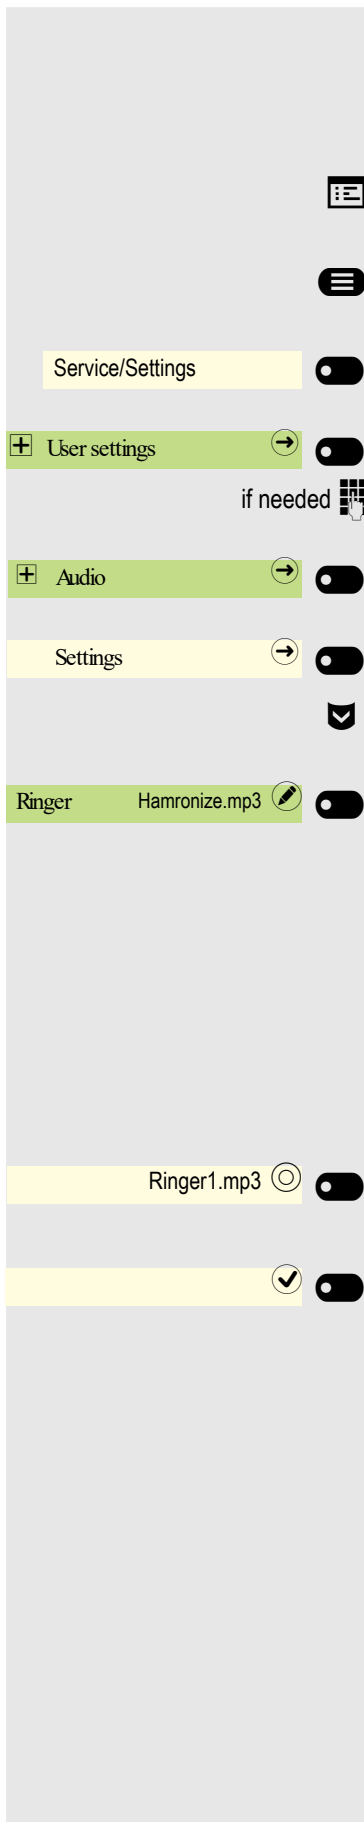 Service/Settings
User settings
if needed
Audio
Settings
Ringer Hamronize.mp3
Ringer1.mp3